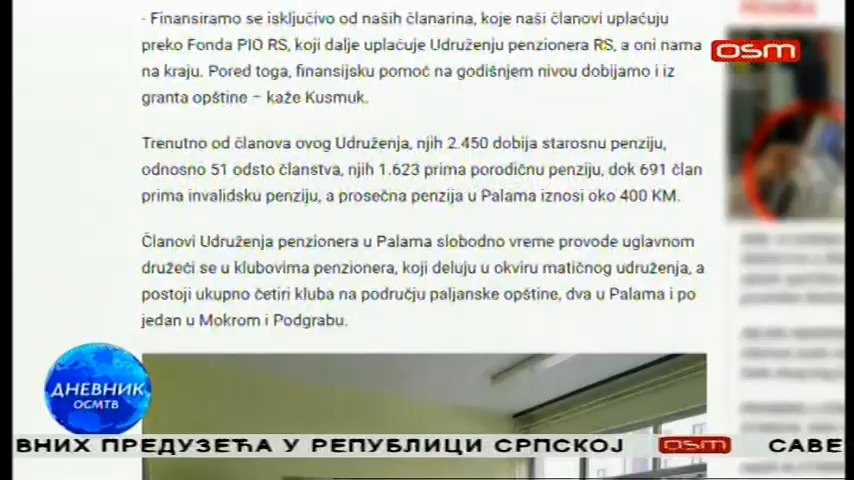 - Finansiramo se isključivo od naših članarina, koje naši članovi uplaćuju
preko Fonda PIO RS, koji dalje uplaćuje Udruženju penzionera RS, a oni nama
na kraju. Pored toga, finansijsku pomoć na godišnjem nivou dobijamo i iz
granta opštine – kaže Kusmuk.
OSM
Trenutno od članova ovog Udruženja, njih 2.450 dobija starosnu penziju,
odnosno 51 odsto članstva, njih 1.623 prima porodičnu penziju, dok 691 član
prima invalidsku penziju, a prosečna penzija u Palama iznosi oko 400 KM.
Članovi Udruženja penzionera u Palama slobodno vreme provode uglavnom
družeći se u klubovima penzionera, koji deluju u okviru matičnog udruženja, a
postoji ukupno četiri kluba na području paljanske opštine, dva u Palama i po
jedan u Mokrom i Podgrabu.
ДНЕВНИК
ОСМТВ
ВНИХ ПРЕДУЗЕЋА У РЕПУБЛИЦИ СРПСКОЈ OSM САВЕ